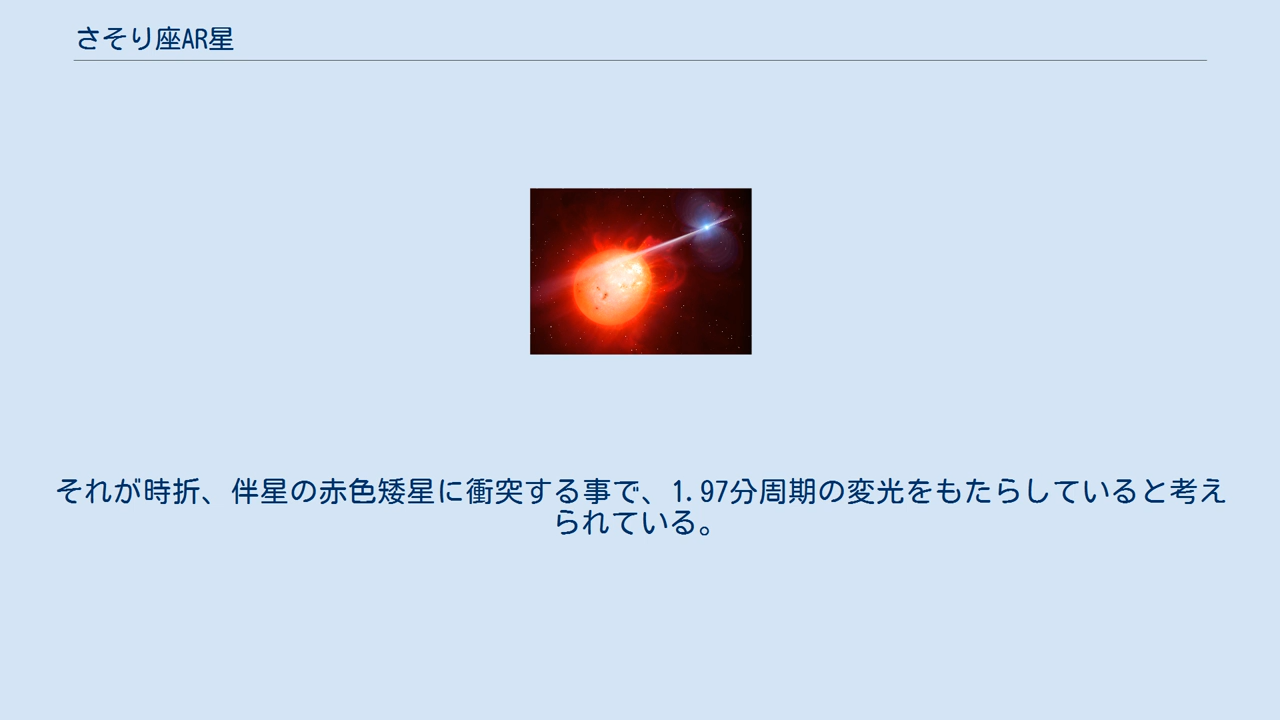 さそり座AR星
それが時折、伴星の赤色矮星に衝突する事で、1.97分周期の変光をもたらしていると考え
られている。